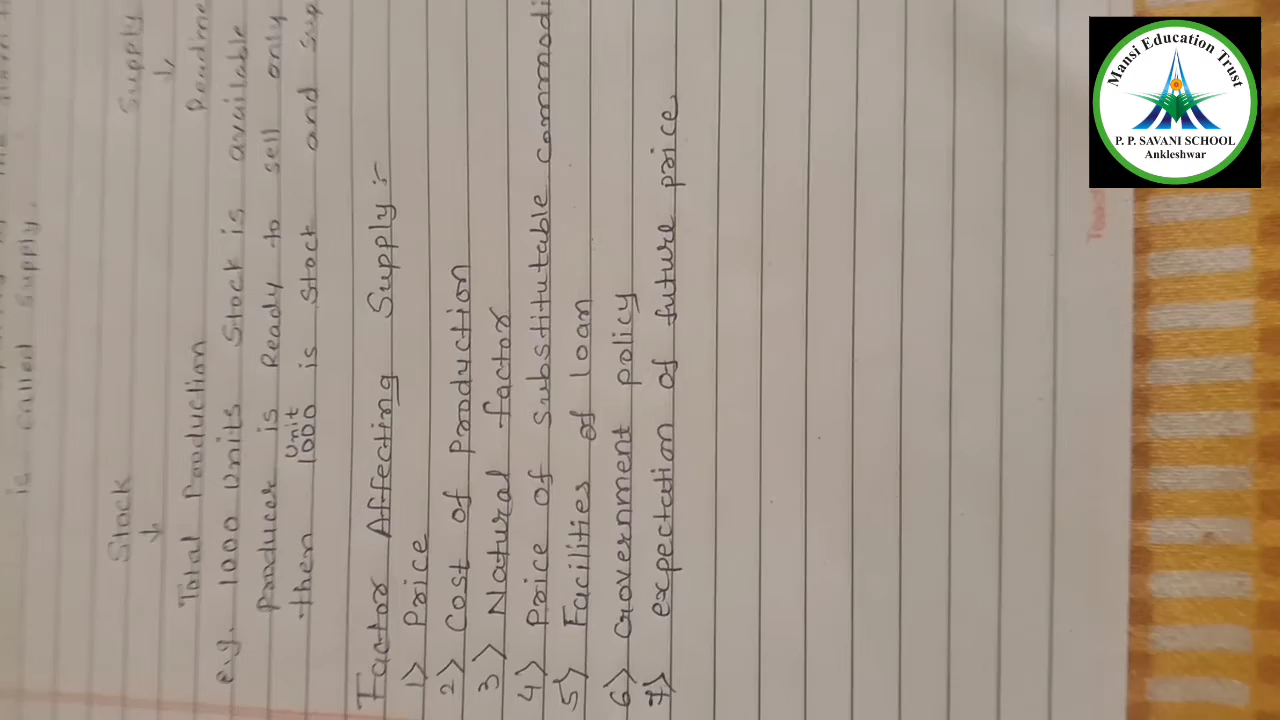 is called supply.
Stock Supply
↓ ↓
Total Production Readine
e.g. 1000 units stock is available
producer is Ready to sell only
then 1000 unit is stock and sup
Factor Affecting Supply:-
1) Price
2) Cost of Production
3) Natural factor
4) Price of substitutable commodi
5) Facilities of loan
6) Government policy
7) expectation of future price
Mansi Education Trust
P. P. SAVANI SCHOOL
Ankleshwar